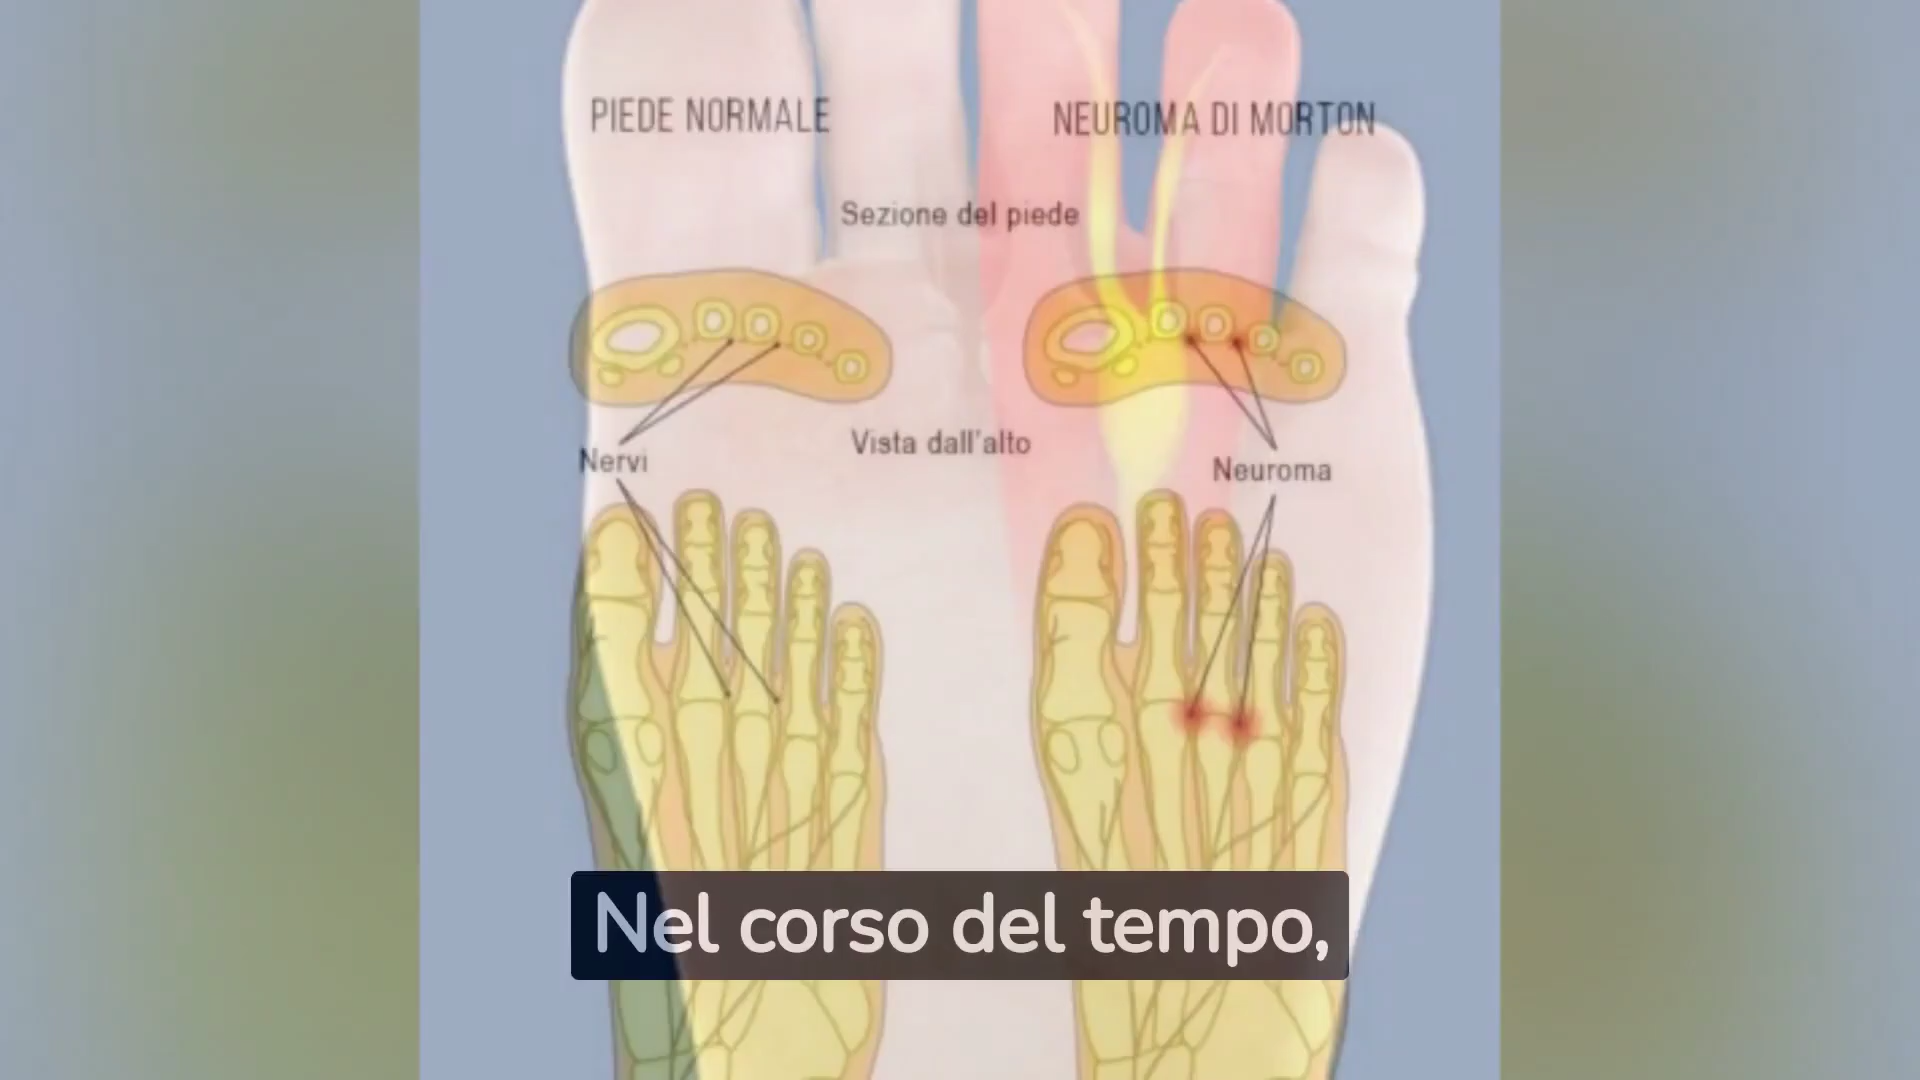 PIEDE NORMALE
NEUROMA DI MORTON
Sezione del piede
Vista dall'alto
Nervi
Neuroma
Nel corso del tempo,